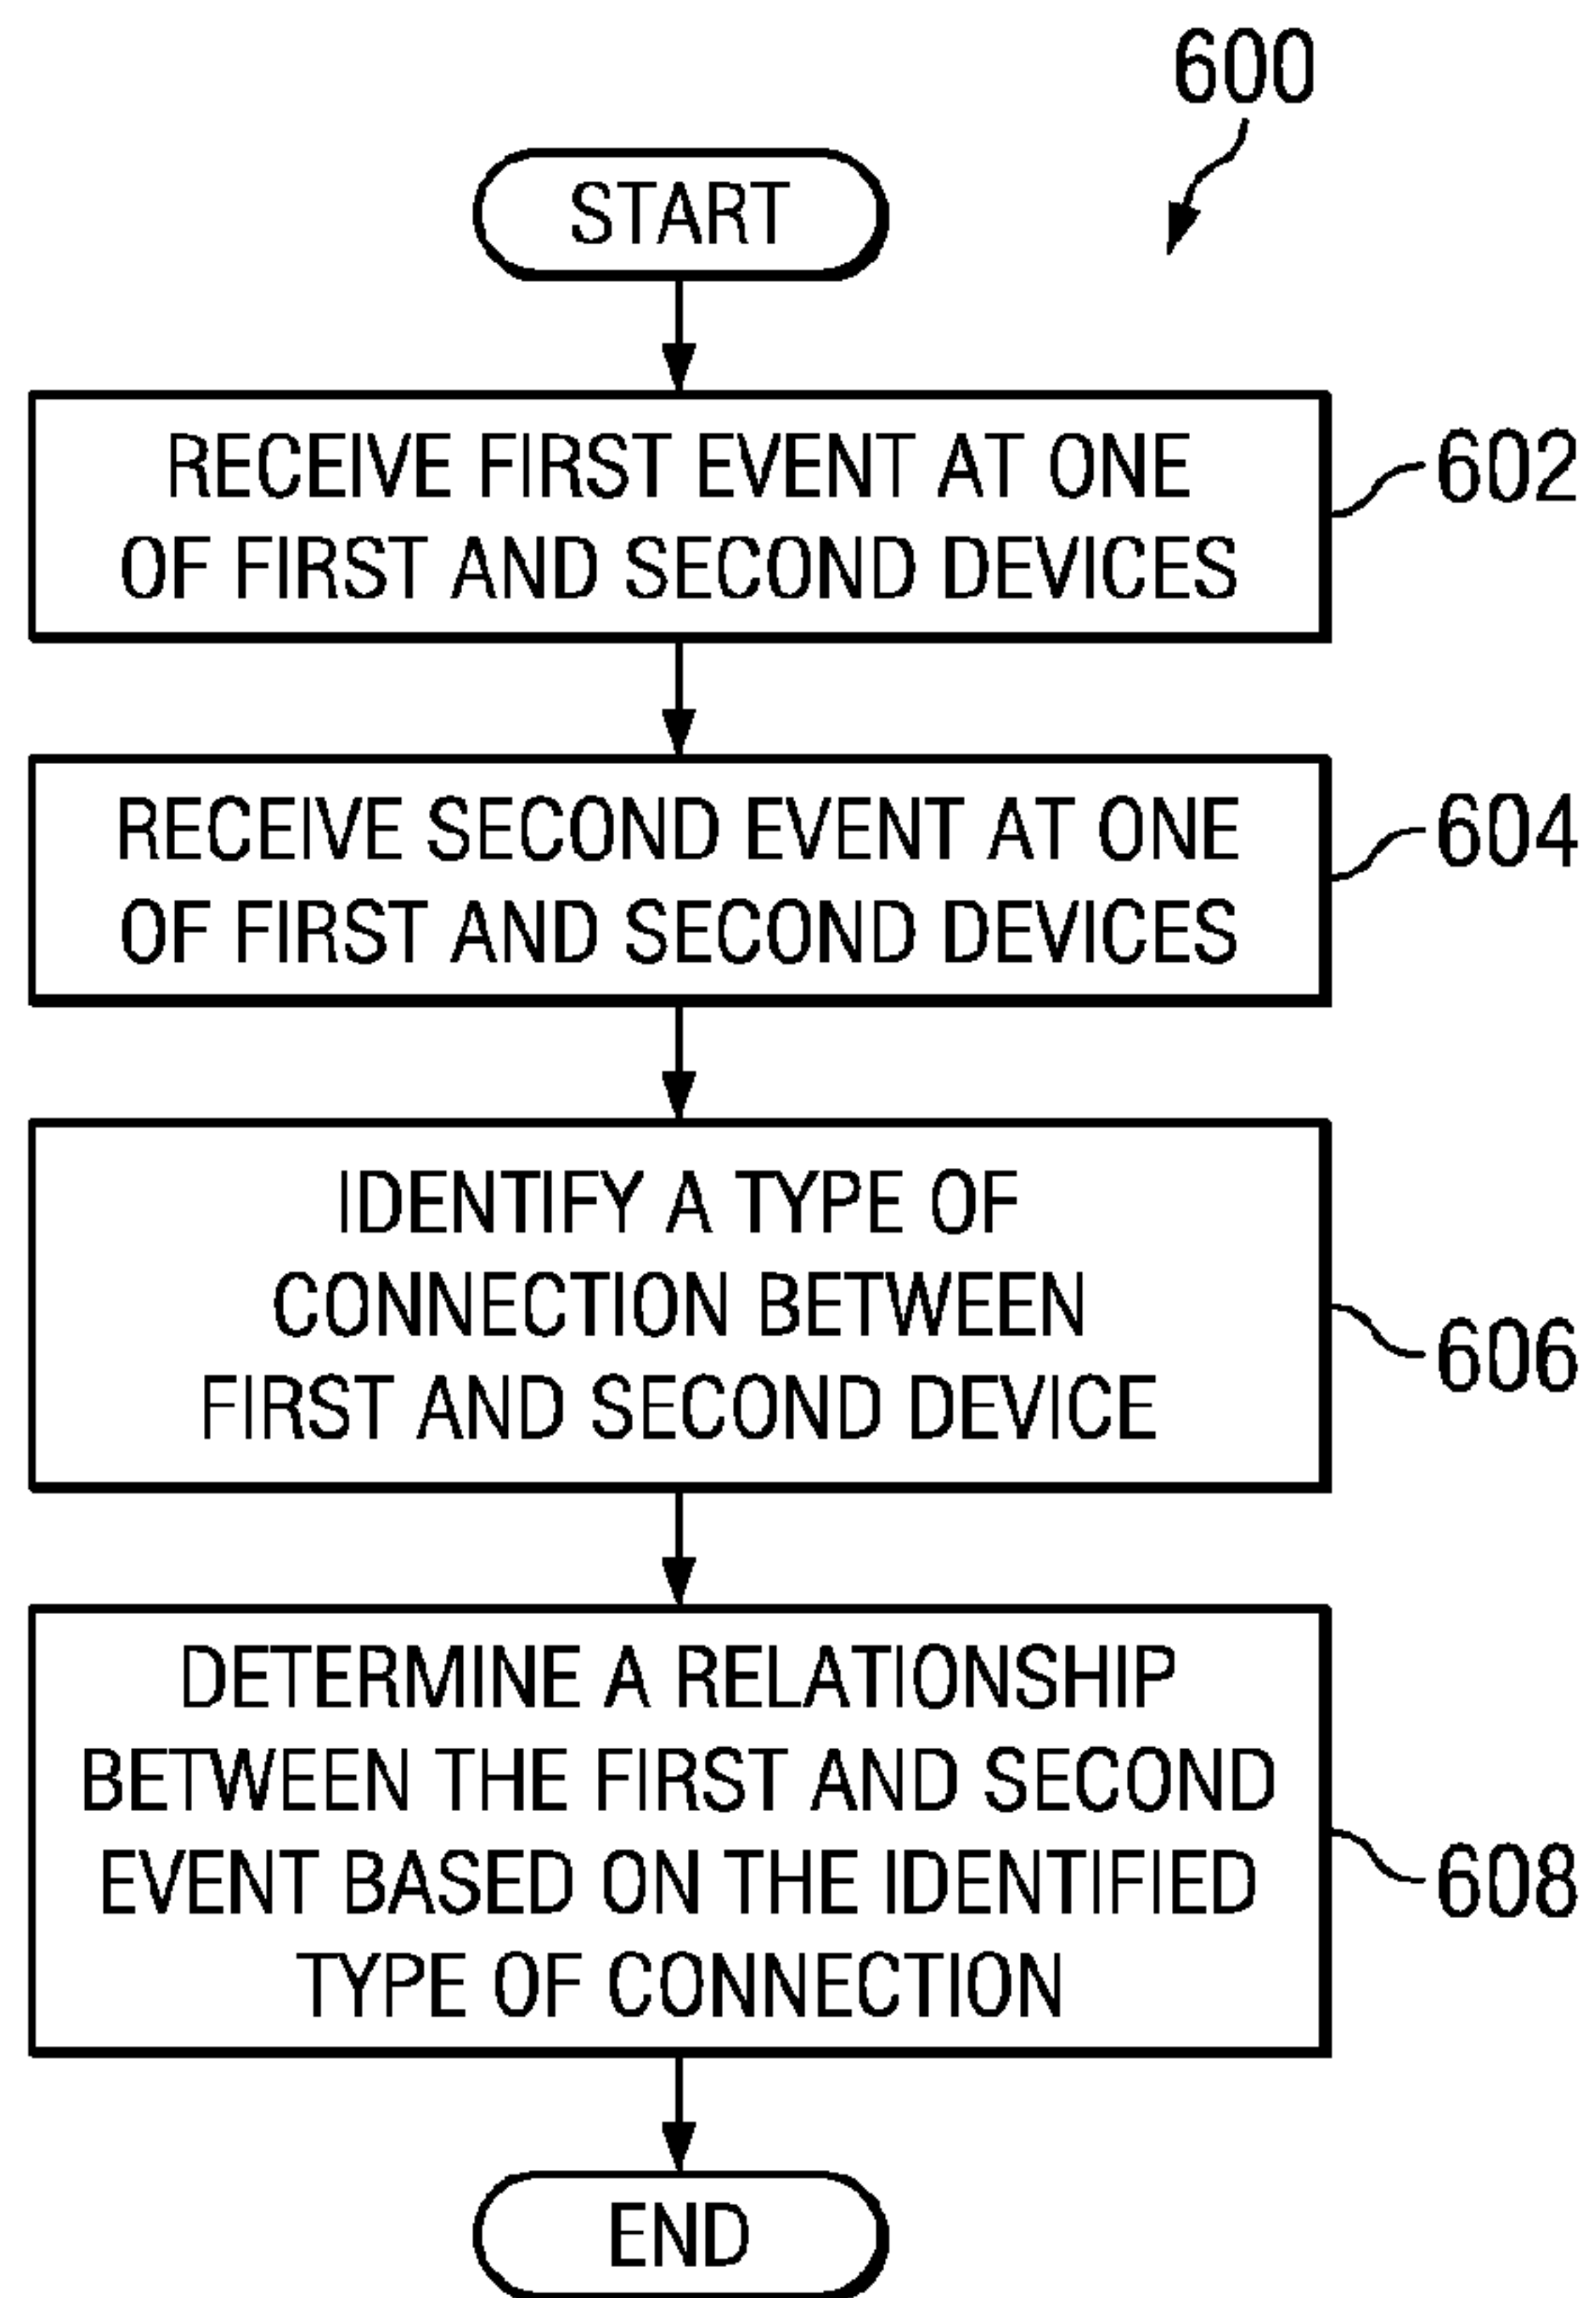 600
START
RECEIVE FIRST EVENT AT ONE
OF FIRST AND SECOND DEVICES
602
RECEIVE SECOND EVENT AT ONE
OF FIRST AND SECOND DEVICES
604
IDENTIFY A TYPE OF
CONNECTION BETWEEN
FIRST AND SECOND DEVICE
606
DETERMINE A RELATIONSHIP
BETWEEN THE FIRST AND SECOND
EVENT BASED ON THE IDENTIFIED
TYPE OF CONNECTION
608
END